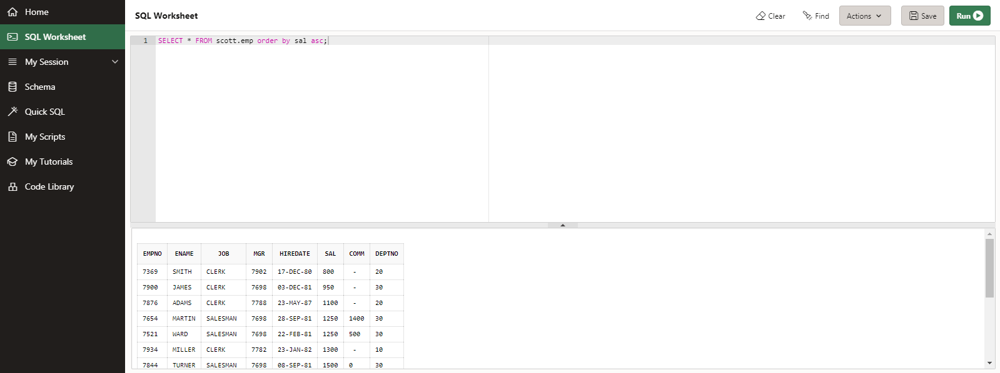 Home
SQL Worksheet
My Session
Schema
Quick SQL
My Scripts
My Tutorials
Code Library
SQL Worksheet
Clear
Find
Actions
Save
Run
1 SELECT * FROM scott.emp order by sal asc;
EMPNO ENAME JOB MGR HIREDATE SAL COMM DEPTNO
7369 SMITH CLERK 7902 17-DEC-80 800 - 20
7900 JAMES CLERK 7698 03-DEC-81 950 - 30
7876 ADAMS CLERK 7788 23-MAY-87 1100 - 20
7654 MARTIN SALESMAN 7698 28-SEP-81 1250 1400 30
7521 WARD SALESMAN 7698 22-FEB-81 1250 500 30
7934 MILLER CLERK 7782 23-JAN-82 1300 - 10
7844 TURNER SALESMAN 7698 08-SEP-81 1500 0 30